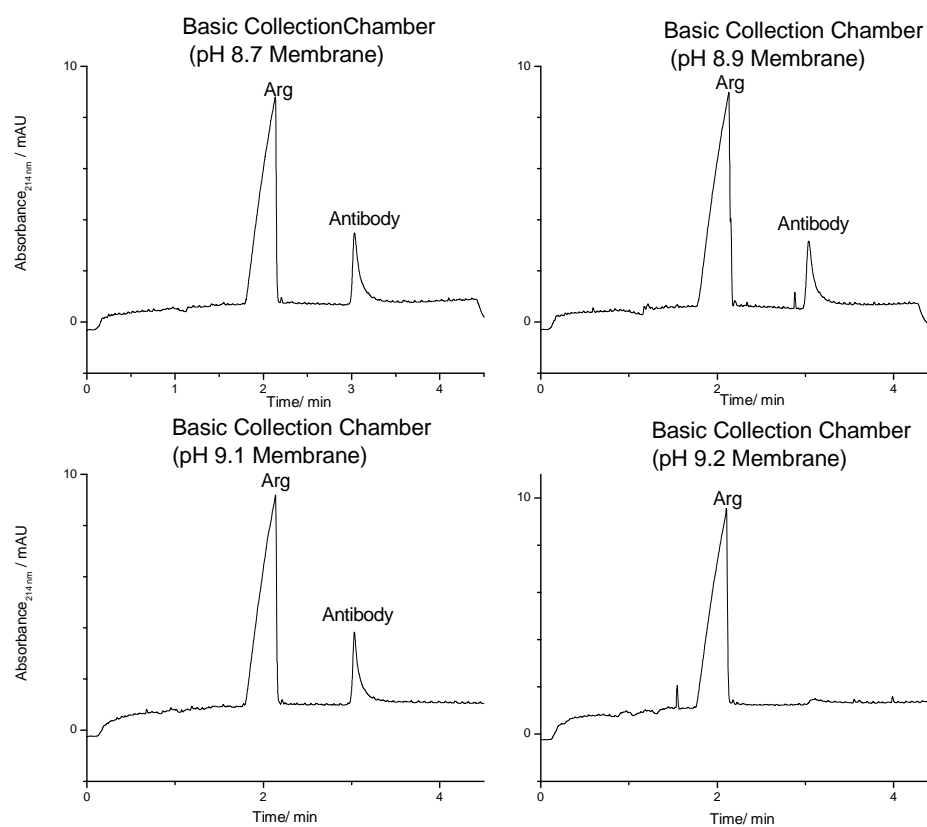 Basic CollectionChamber
(pH 8.7 Membrane)
10
Arg
Antibody
0
Absorbance214 nm / mAU
0
1
2
3
4
Time/ min
Basic Collection Chamber
(pH 8.9 Membrane)
10
Arg
Antibody
0
0
2
4
Time/ min
Basic Collection Chamber
(pH 9.1 Membrane)
10
Arg
Antibody
0
Absorbance214 nm / mAU
0
2
4
Time/ min
Basic Collection Chamber
(pH 9.2 Membrane)
10
Arg
0
0
2
4
Time/ min